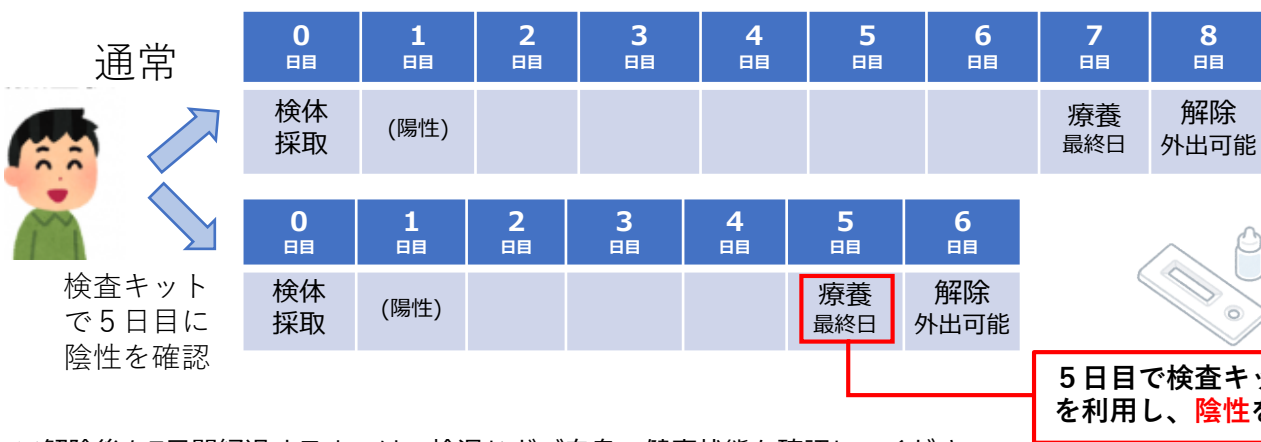 通常
0 1 2 3 4 5 6 7 8
日目 日目 日目 日目 日目 日目 日目 日目 日目
検体 (陽性) 療養 解除
採取 最終日 外出可能
0 1 2 3 4 5 6
日目 日目 日目 日目 日目 日目 日目
検査キット
で５日目に
陰性を確認
検体 (陽性) 療養 解除
採取 最終日 外出可能
５日目で検査キッ
を利用し、陰性を